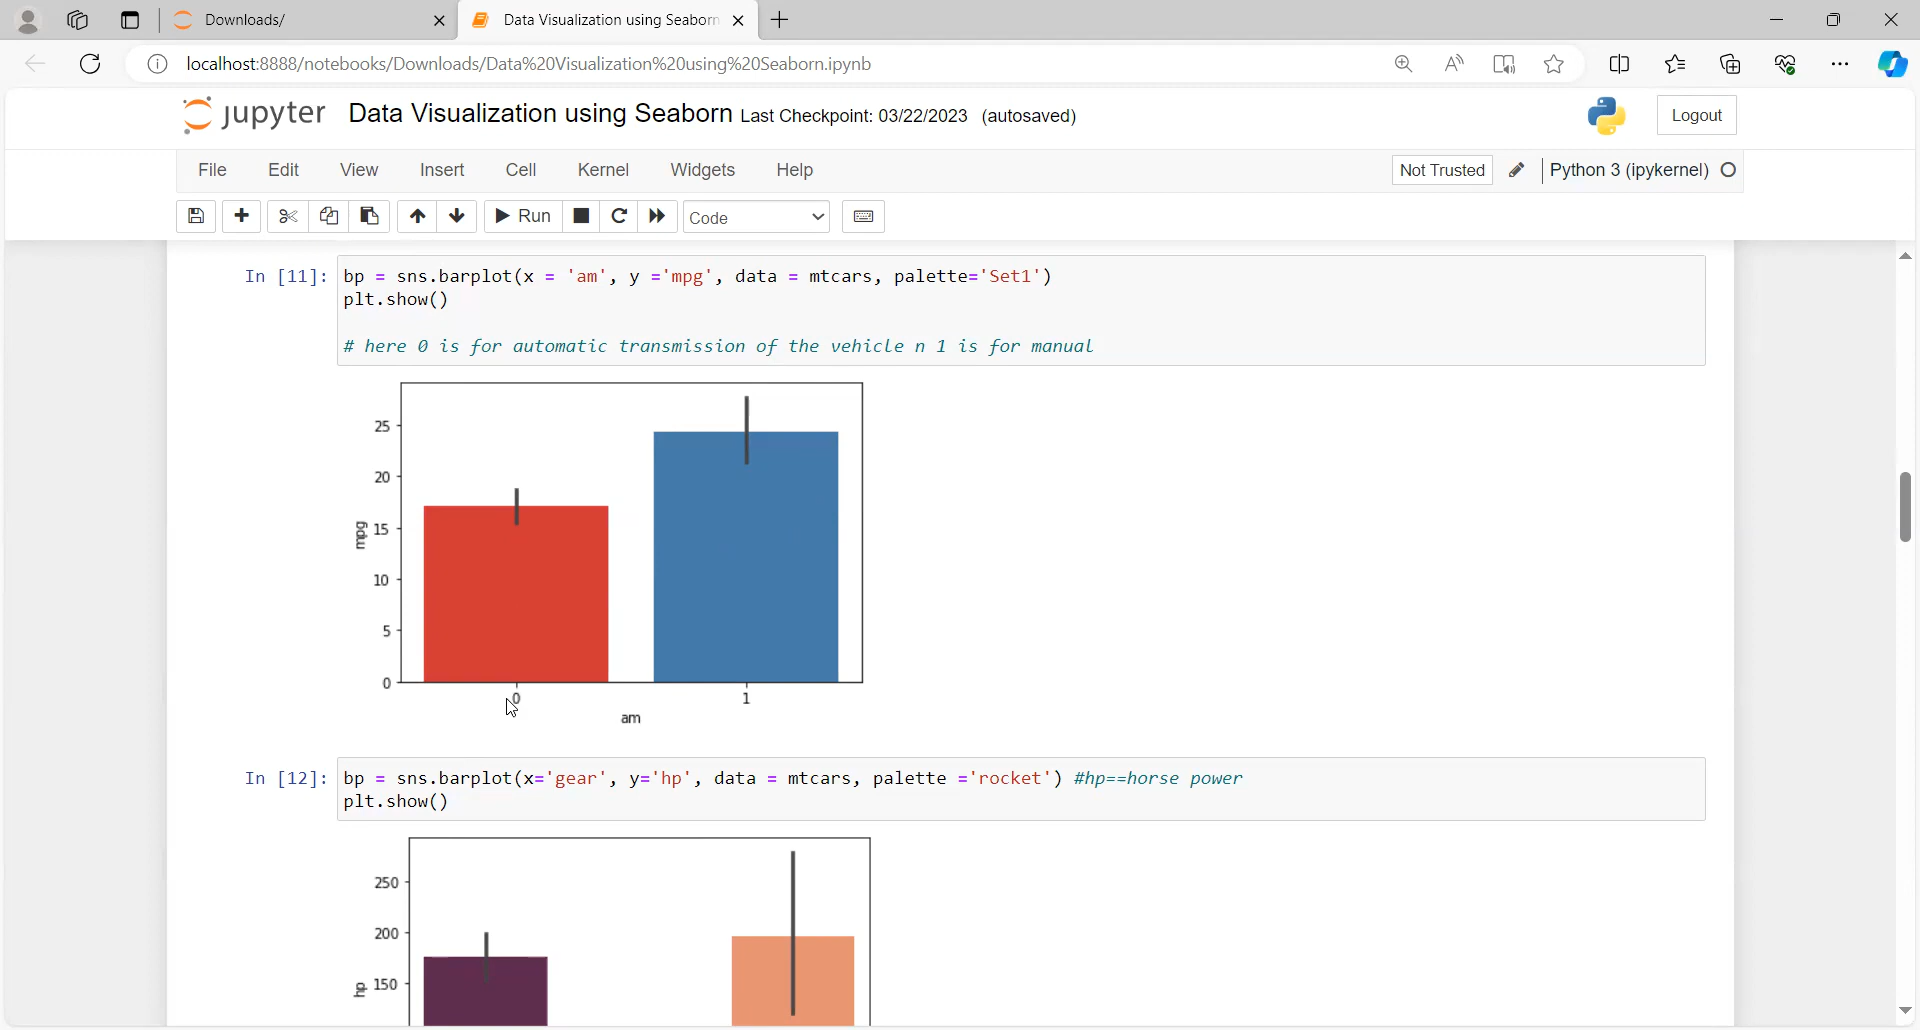 Downloads/
Data Visualization using Seaborn
localhost:8888/notebooks/Downloads/Data%20Visualization%20using%20Seaborn.ipynb
jupyter Data Visualization using Seaborn Last Checkpoint: 03/22/2023 (autosaved)
Logout
File Edit View Insert Cell Kernel Widgets Help
Not Trusted Python 3 (ipykernel)
Run Code
In [11]: bp = sns.barplot(x = 'am', y ='mpg', data = mtcars, palette='Set1')
plt.show()
# here 0 is for automatic transmission of the vehicle n 1 is for manual
25
20
15
10
5
0
mpg
0 1
am
In [12]: bp = sns.barplot(x='gear', y='hp', data = mtcars, palette ='rocket') #hp==horse power
plt.show()
250
200
150
hp